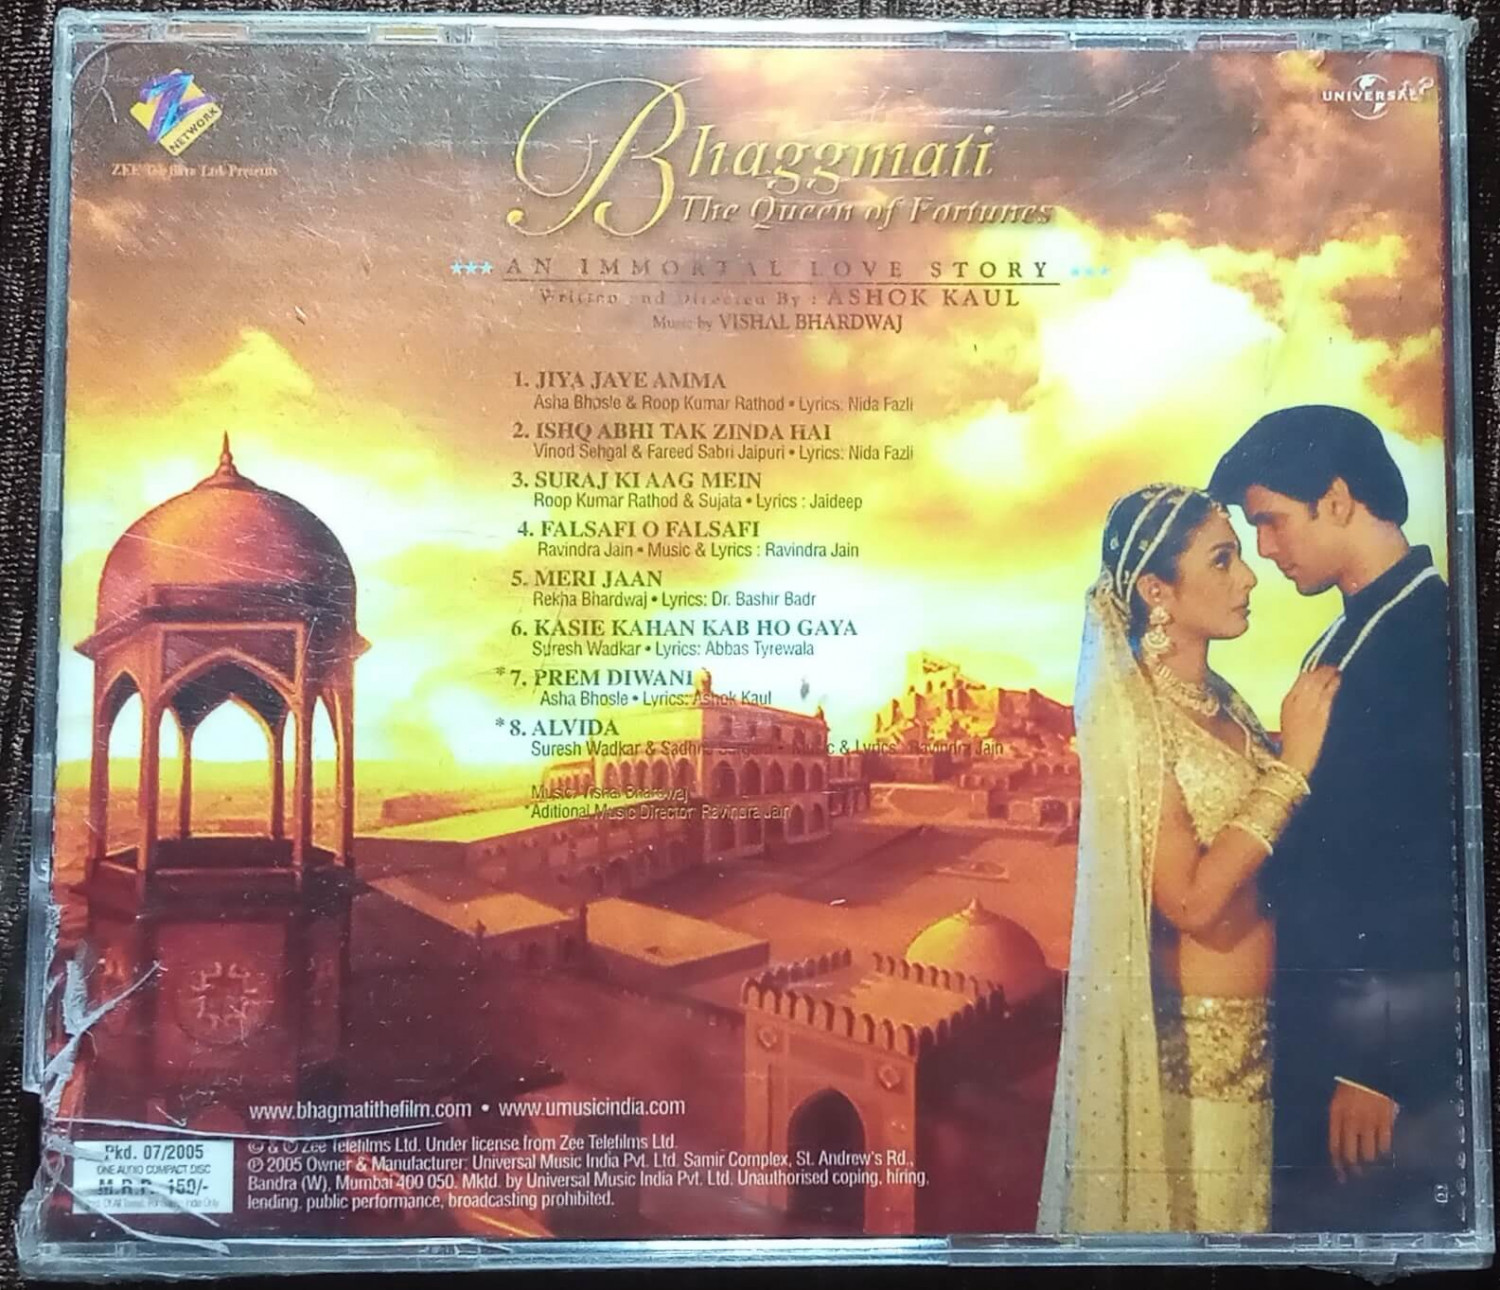 Z
NETWORK
ZEE Telefilms Ltd. Presents
UNIVERSAL
Bhaggmati
The Queen of Fortunes
*** AN IMMORTAL LOVE STORY ***
Written and Directed By : ASHOK KAUL
Music by VISHAL BHARDWAJ
1. JIYA JAYE AMMA
Asha Bhosle & Roop Kumar Rathod • Lyrics: Nida Fazli
2. ISHQ ABHI TAK ZINDA HAI
Vinod Sehgal & Fareed Sabri Jaipuri • Lyrics: Nida Fazli
3. SURAJ KI AAG MEIN
Roop Kumar Rathod & Sujata • Lyrics : Jaideep
4. FALSAFI O FALSAFI
Ravindra Jain • Music & Lyrics : Ravindra Jain
5. MERI JAAN
Rekha Bhardwaj • Lyrics: Dr. Bashir Badr
6. KASIE KAHAN KAB HO GAYA
Suresh Wadkar • Lyrics: Abbas Tyrewala
*7. PREM DIWANI
Asha Bhosle • Lyrics: Ashok Kaul
*8. ALVIDA
Suresh Wadkar & Sadhna • Music & Lyrics : Ravindra Jain
Music: Vishal Bhardwaj
*Aditional Music Director: Ravindra Jain
www.bhagmatithefilm.com • www.umusicindia.com
Pkd. 07/2005
ONE AUDIO COMPACT DISC
M.R.P. 150/-
© & ℗ Zee Telefilms Ltd. Under license from Zee Telefilms Ltd.
℗ 2005 Owner & Manufacturer: Universal Music India Pvt. Ltd. Samir Complex, St. Andrew's Rd.,
Bandra (W), Mumbai 400 050. Mktd. by Universal Music India Pvt. Ltd. Unauthorised coping, hiring,
lending, public performance, broadcasting prohibited.